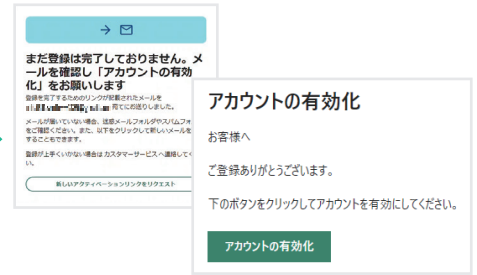 まだ登録は完了しておりません。メ
ールを確認し「アカウントの有効
化」をお願いします
登録を完了するためのリンクが記載されたメールを
宛てにお送りしました。
メールが届いていない場合、迷惑メールフォルダやスパムフォ
をご確認ください。また、以下をクリックして新しいメールを
することもできます。
登録が上手くいかない場合は カスタマーサービス へ連絡してく
い。
新しいアクティベーションリンクをリクエスト
アカウントの有効化
お客様へ
ご登録ありがとうございます。
下のボタンをクリックしてアカウントを有効にしてください。
アカウントの有効化